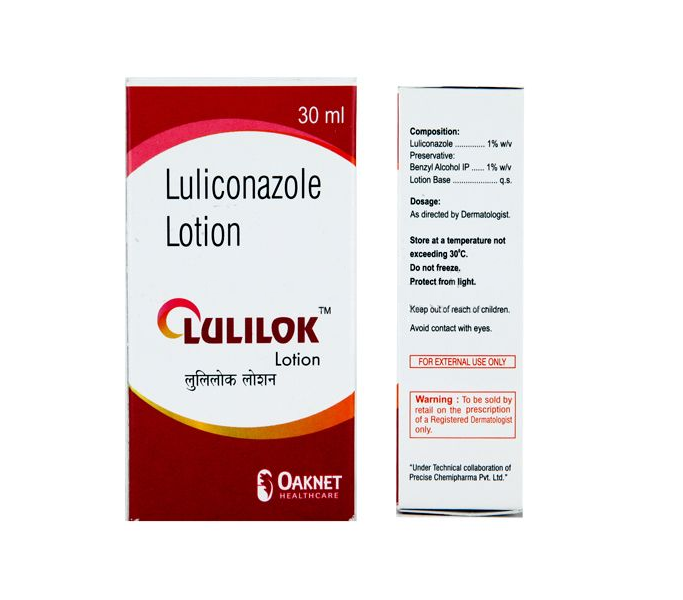 30 ml
Luliconazole
Lotion
LULILOK™
Lotion
लुलिलोक लोशन
OAKNET
HEALTHCARE
Composition:
Luliconazole .............. 1% w/v
Preservative:
Benzyl Alcohol IP ...... 1% w/v
Lotion Base ..................... q.s.
Dosage:
As directed by Dermatologist.
Store at a temperature not
exceeding 30°C.
Do not freeze,
Protect from light.
Keep out of reach of children.
Avoid contact with eyes.
FOR EXTERNAL USE ONLY
Warning : To be sold by
retail on the prescription
of a Registered Dermatologist
only.
"Under Technical collaboration of
Precise Chemipharma Pvt. Ltd."